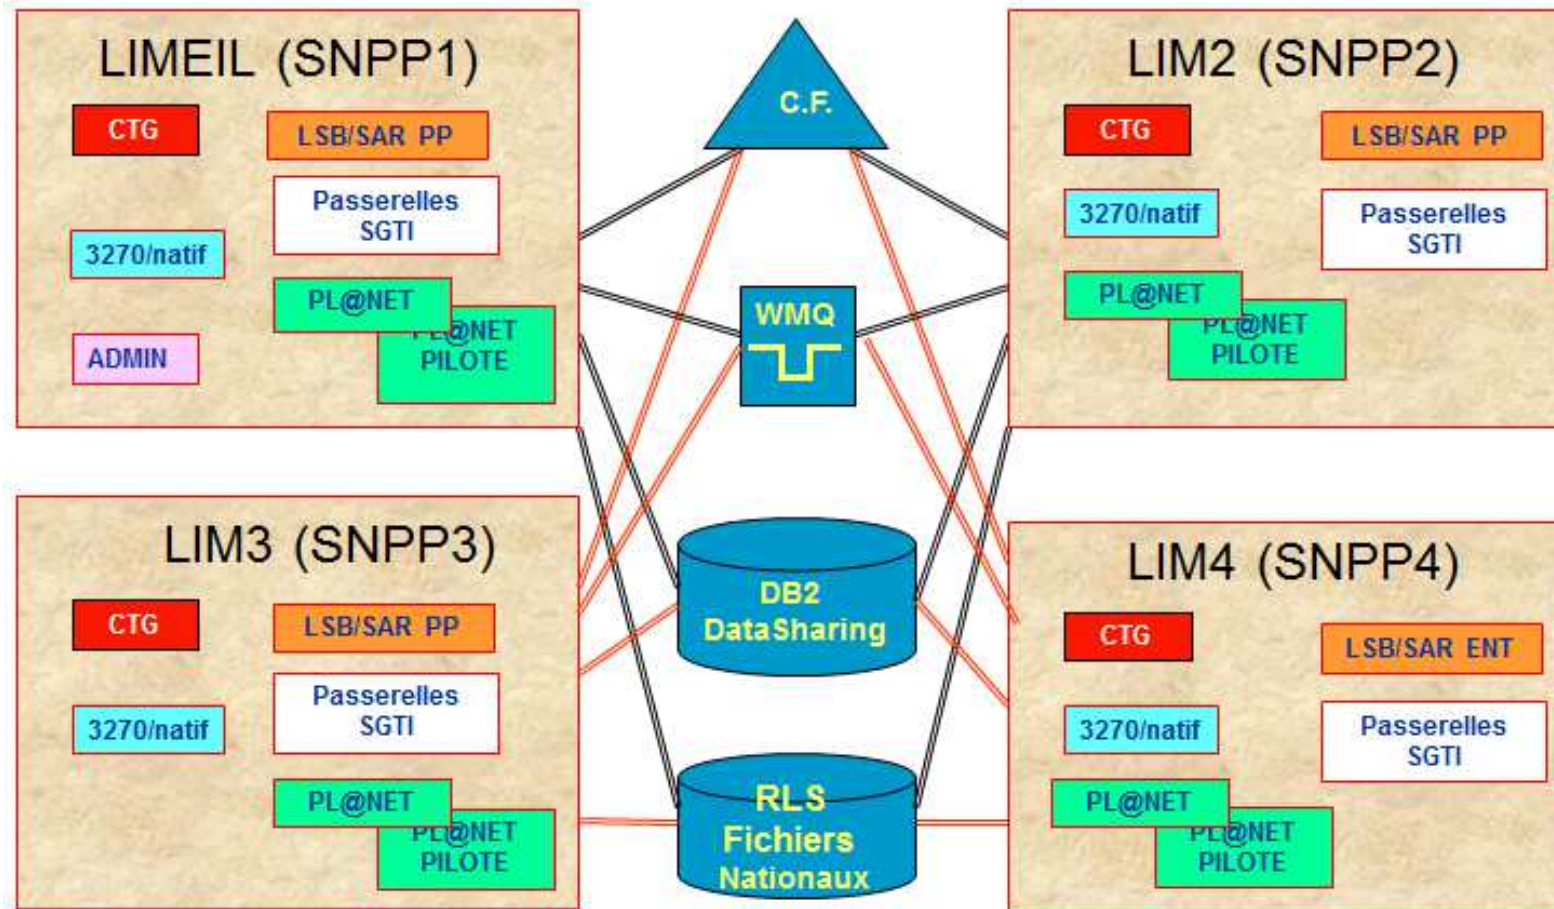 LIMEIL (SNPP1)
CTG
LSB/SAR PP
Passerelles
SGTI
3270/natif
PL@NET
PL@NET
PILOTE
ADMIN
C.F.
WMQ
DB2
DataSharing
RLS
Fichiers
Nationaux
LIM2 (SNPP2)
CTG
LSB/SAR PP
3270/natif
Passerelles
SGTI
PL@NET
PL@NET
PILOTE
LIM3 (SNPP3)
CTG
LSB/SAR PP
Passerelles
SGTI
3270/natif
PL@NET
PL@NET
PILOTE
LIM4 (SNPP4)
CTG
LSB/SAR ENT
3270/natif
Passerelles
SGTI
PL@NET
PL@NET
PILOTE